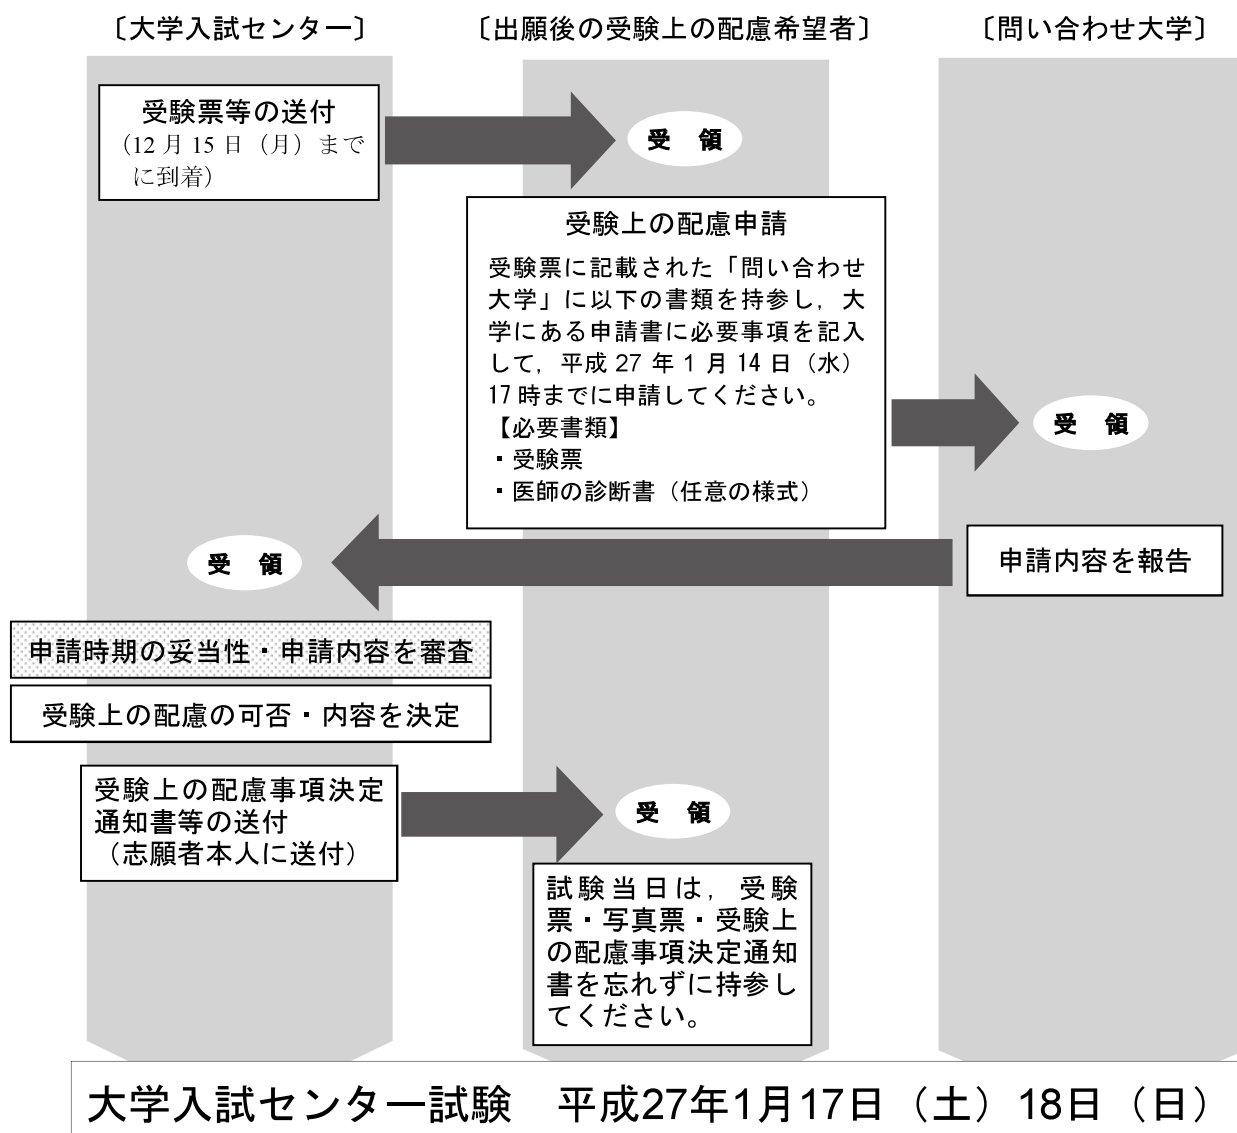 〔大学入試センター〕
〔出願後の受験上の配慮希望者〕
〔問い合わせ大学〕
受験票等の送付
（12月15日（月）まで
に到着）
受　領
受験上の配慮申請
受験票に記載された「問い合わせ
大学」に以下の書類を持参し，大
学にある申請書に必要事項を記入
して，平成27年1月14日（水）
17時までに申請してください。
【必要書類】
・受験票
・医師の診断書（任意の様式）
受　領
申請内容を報告
受　領
申請時期の妥当性・申請内容を審査
受験上の配慮の可否・内容を決定
受験上の配慮事項決定
通知書等の送付
（志願者本人に送付）
受　領
試験当日は，受験
票・写真票・受験上
の配慮事項決定通知
書を忘れずに持参し
てください。
大学入試センター試験　平成27年1月17日（土）18日（日）